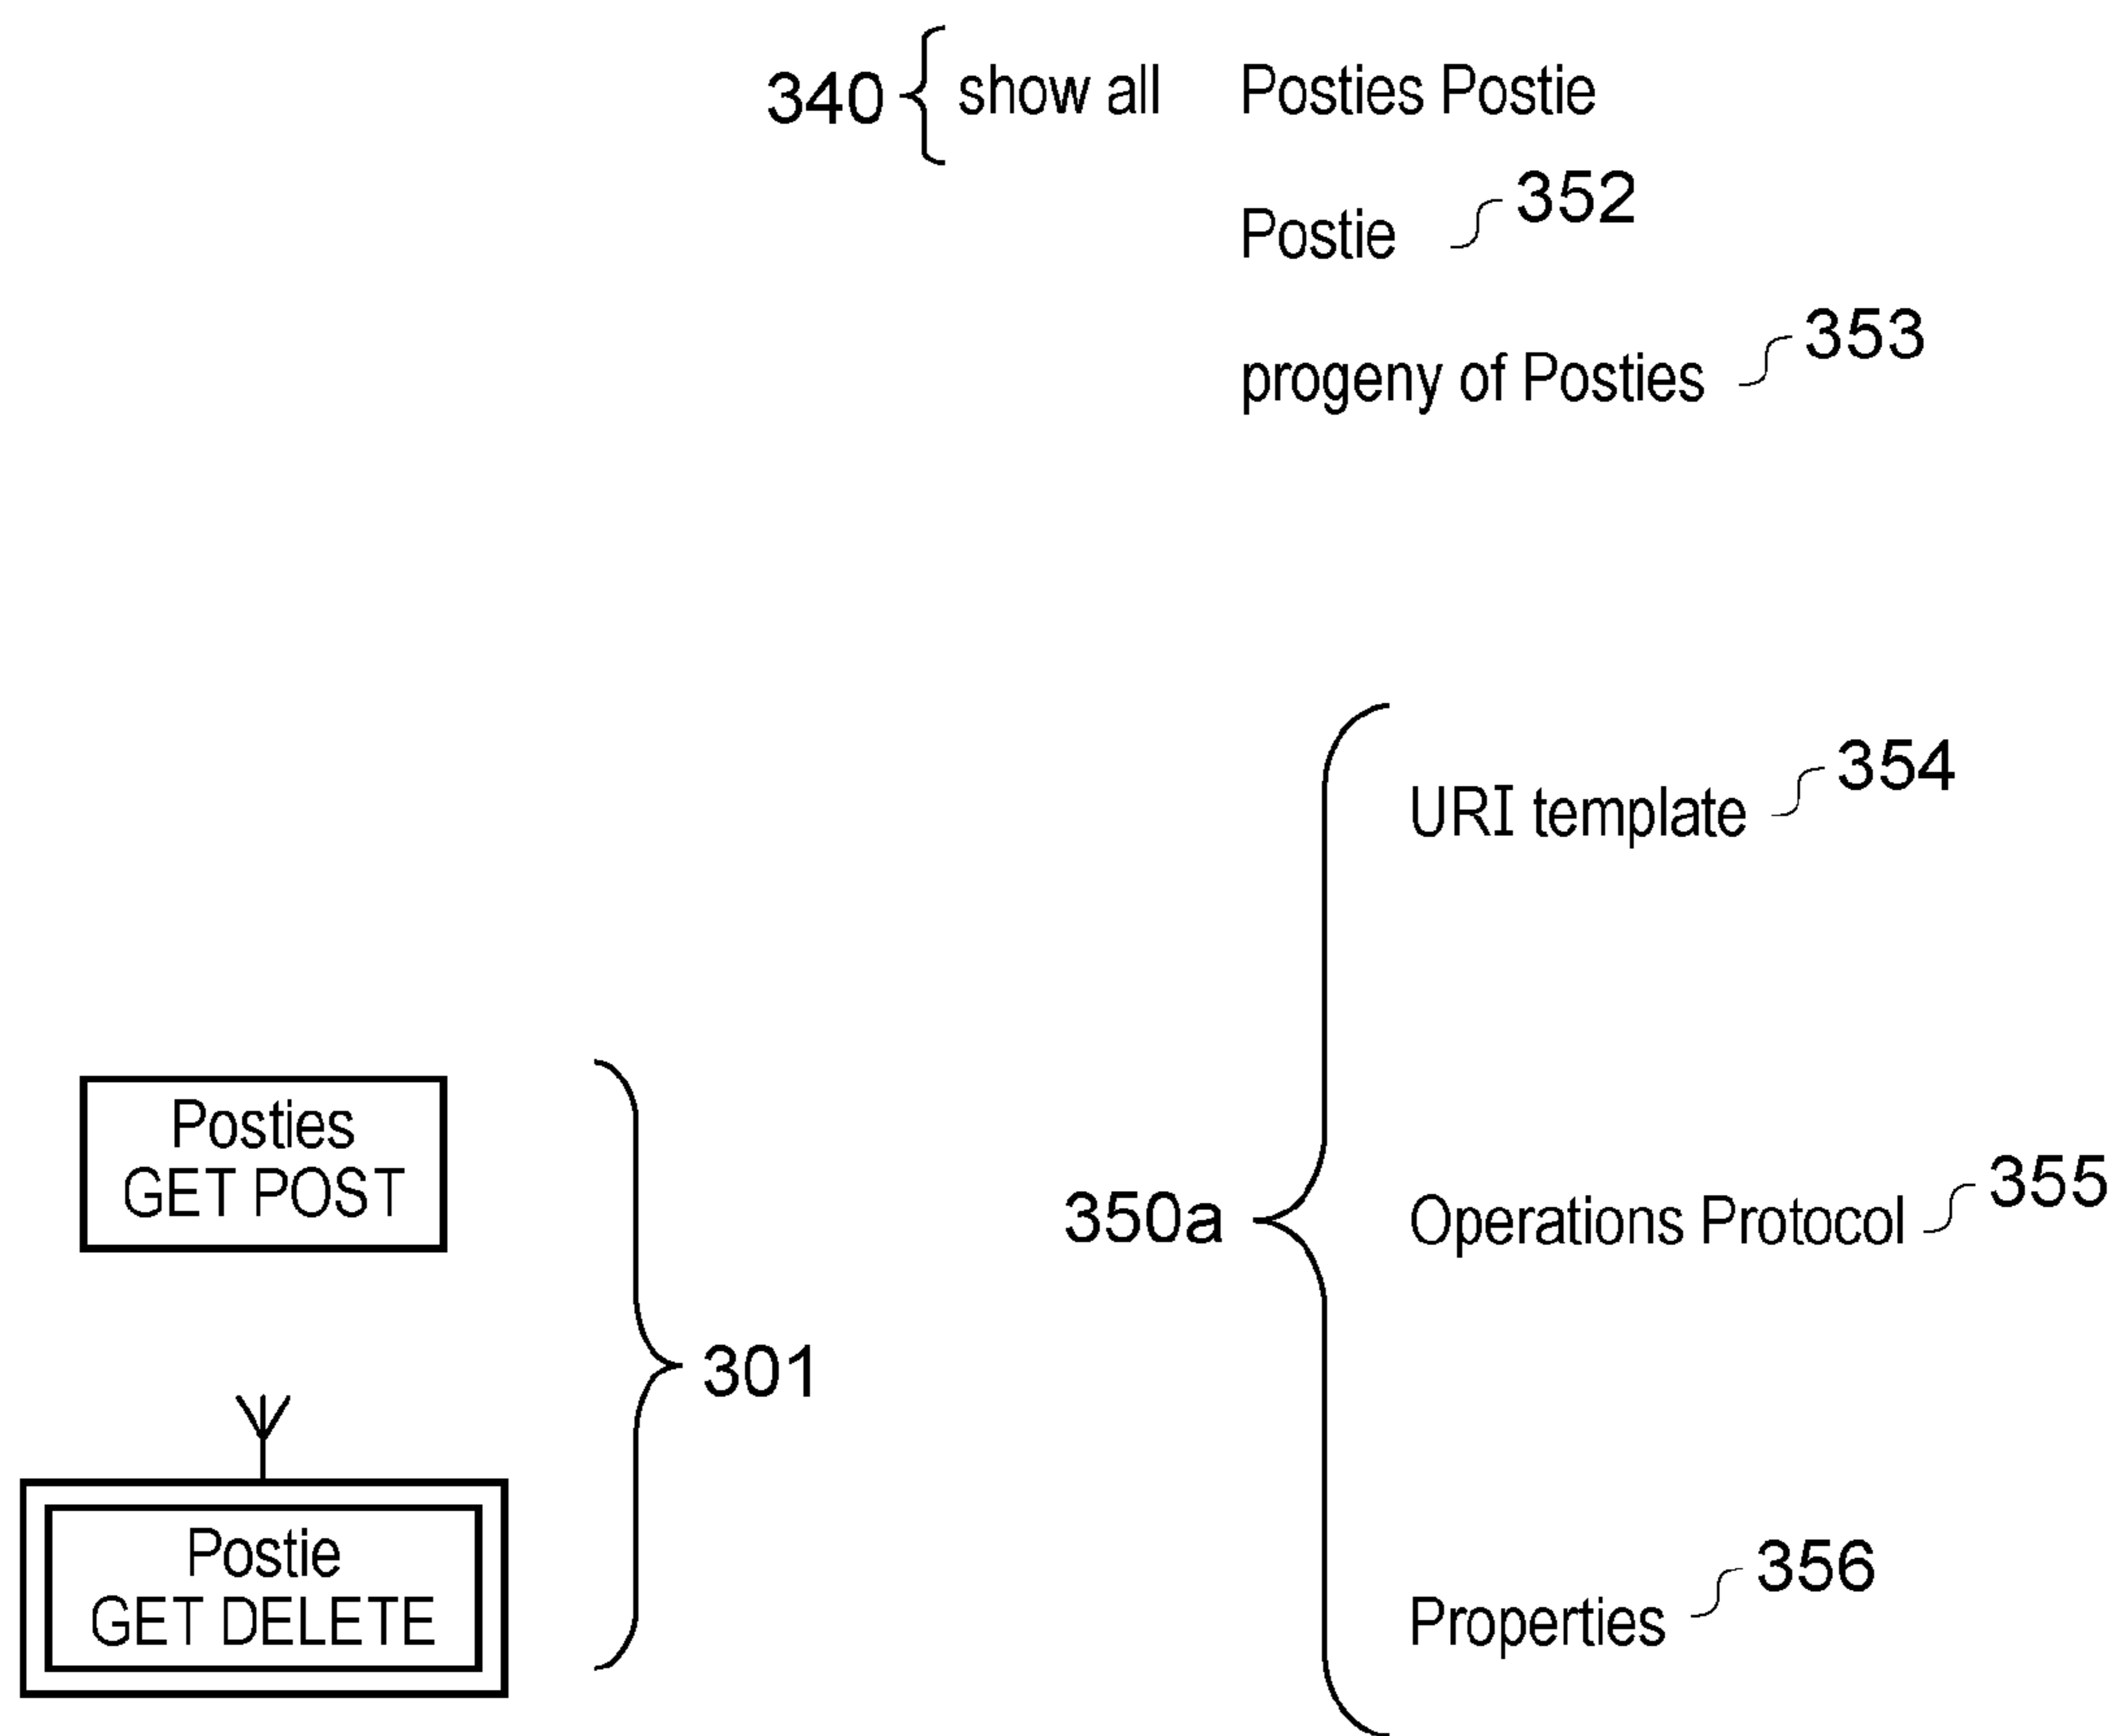 340 show all Posties Postie
Postie 352
progeny of Posties 353
URI template 354
Posties
GET POST
350a Operations Protocol 355
301
Postie
GET DELETE
Properties 356